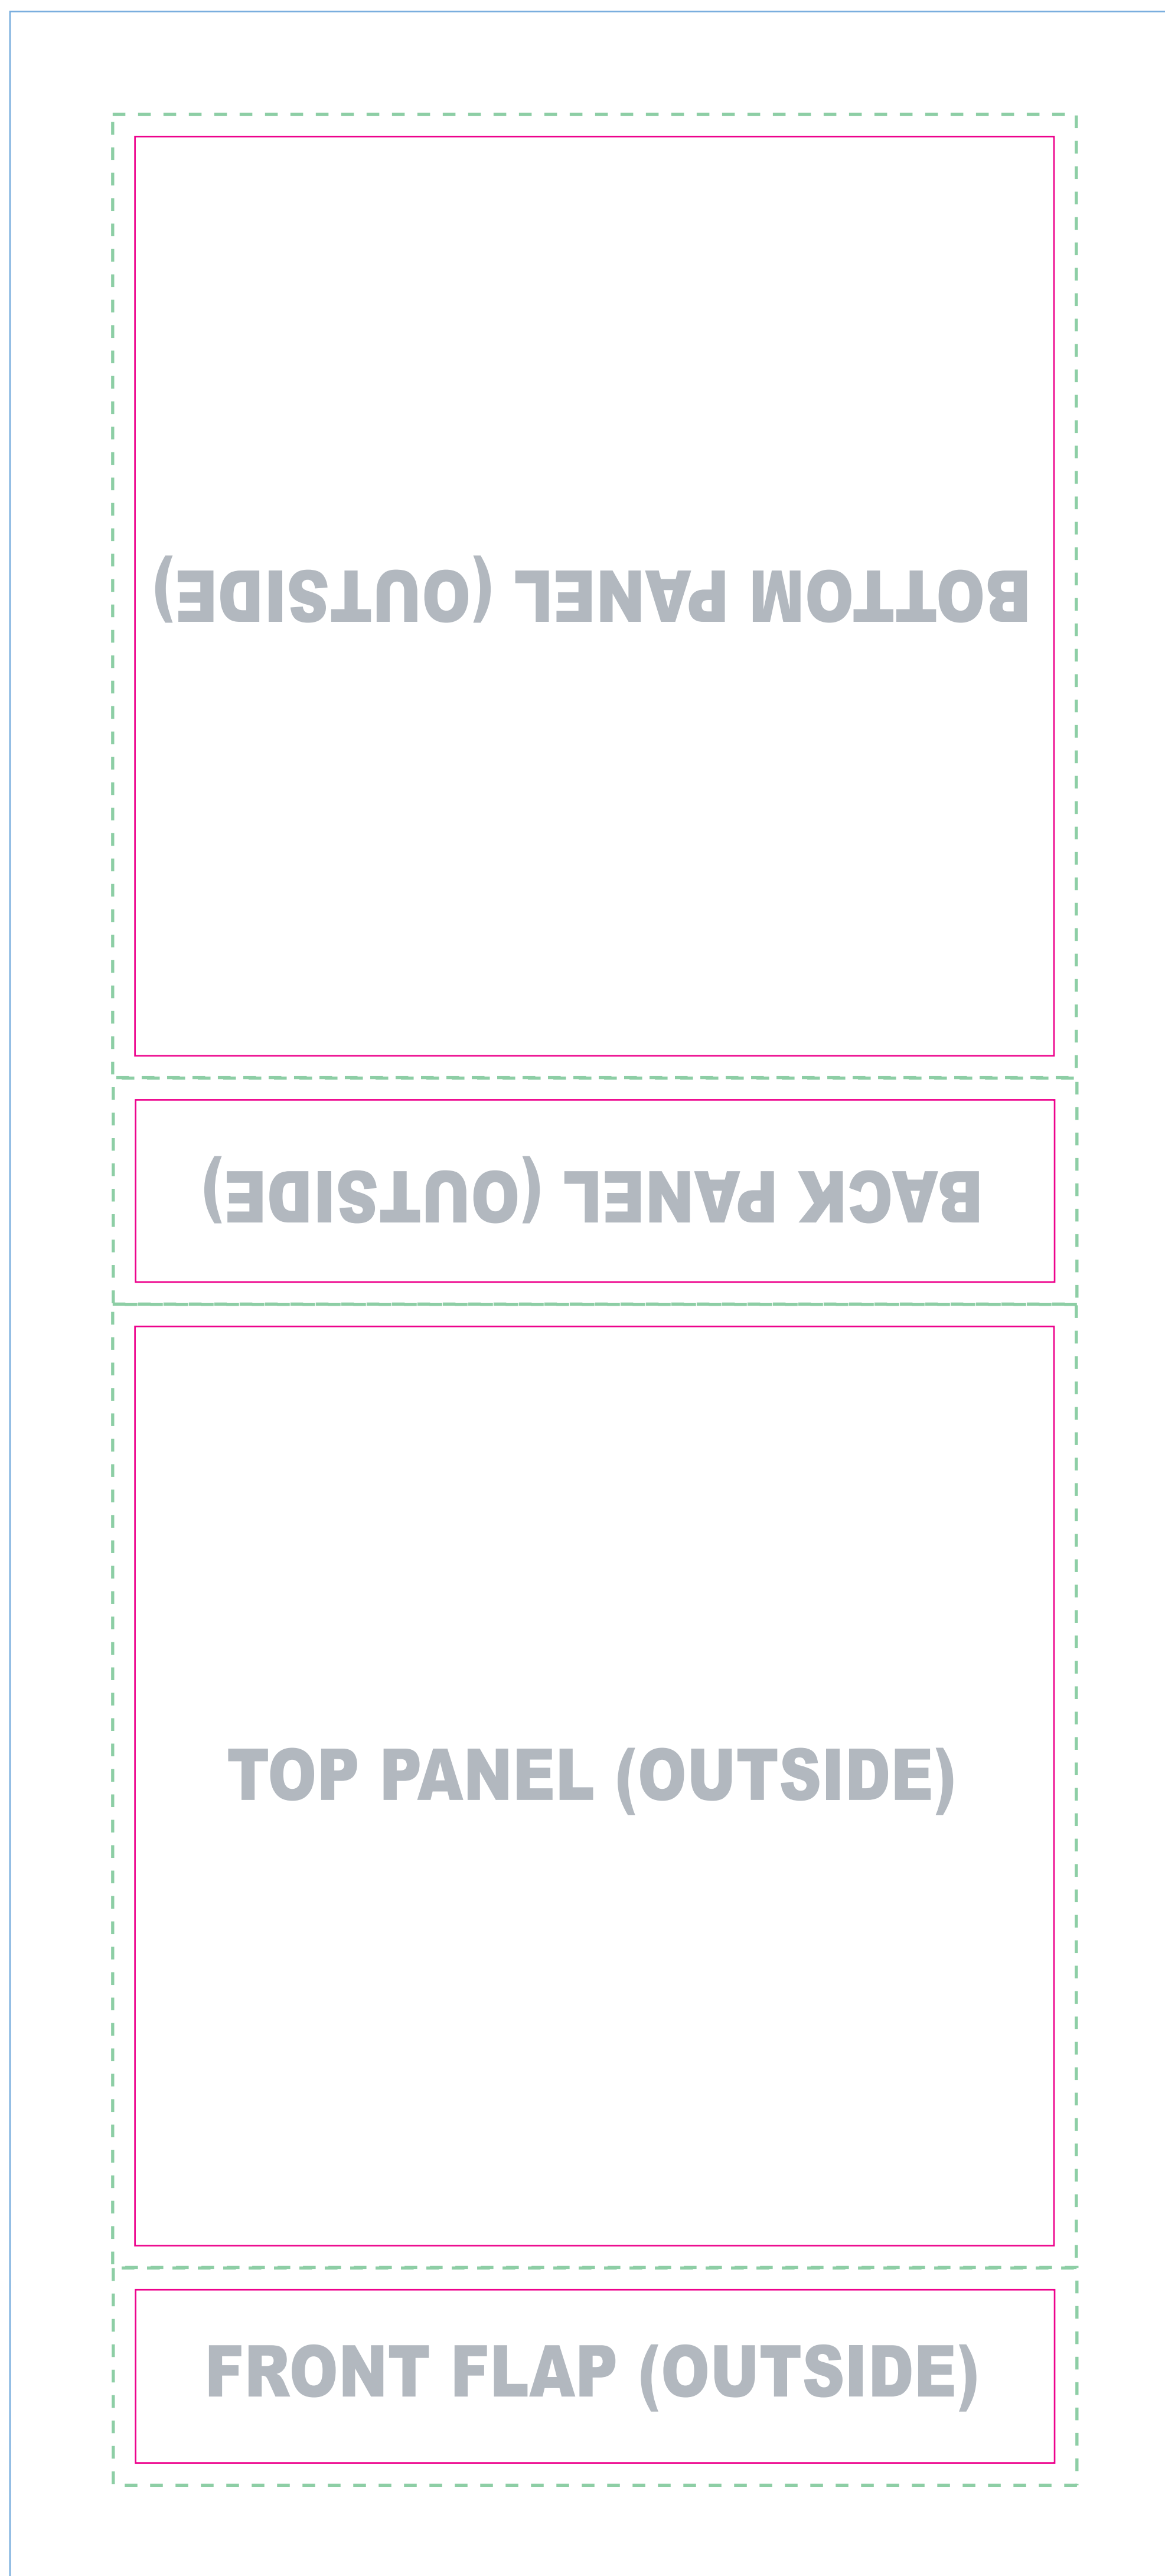 BOTTOM PANEL (OUTSIDE)
BACK PANEL (OUTSIDE)
TOP PANEL (OUTSIDE)
FRONT FLAP (OUTSIDE)